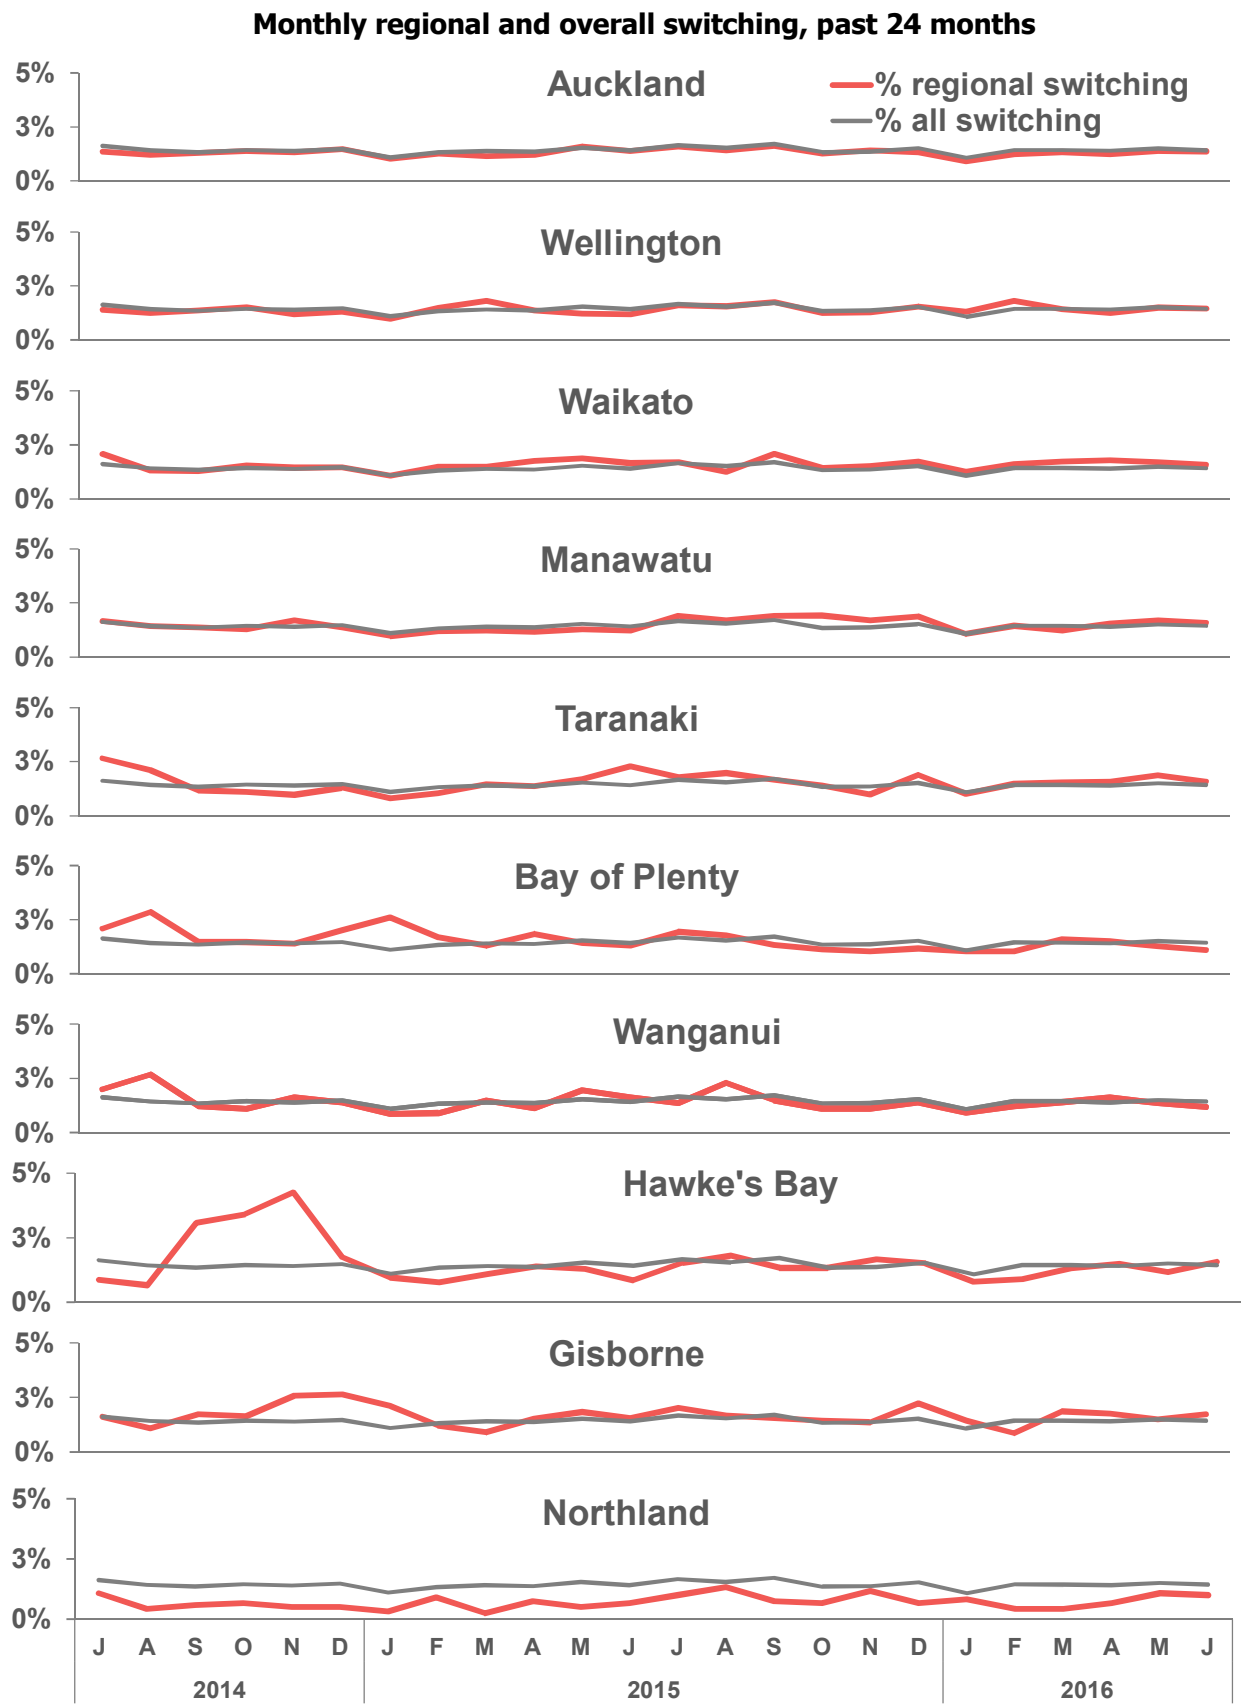 Monthly regional and overall switching, past 24 months
5%
3%
0%
Auckland
% regional switching
% all switching
5%
3%
0%
Wellington
5%
3%
0%
Waikato
5%
3%
0%
Manawatu
5%
3%
0%
Taranaki
5%
3%
0%
Bay of Plenty
5%
3%
0%
Wanganui
5%
3%
0%
Hawke's Bay
5%
3%
0%
Gisborne
5%
3%
0%
Northland
J A S O N D J F M A M J J A S O N D J F M A M J
2014 2015 2016